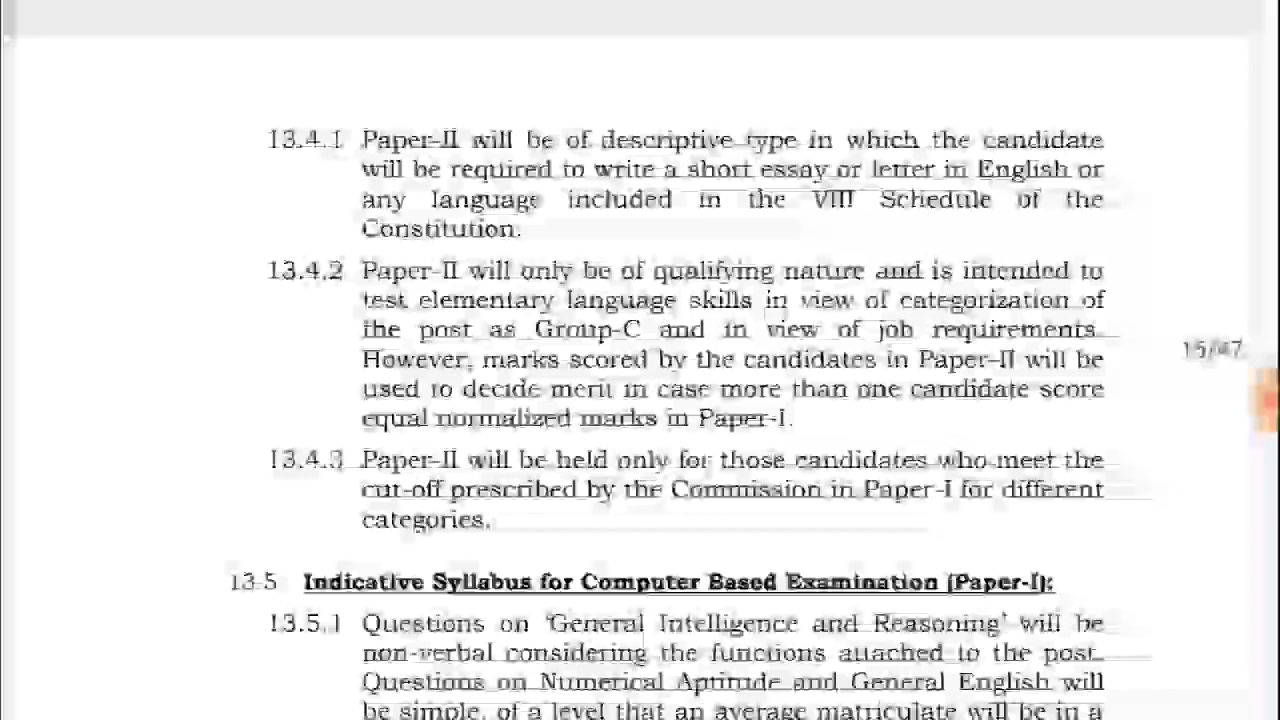 13.4.1 Paper-II will be of descriptive type in which the candidate
will be required to write a short essay or letter in English or
any language included in the VIII Schedule of the
Constitution.
13.4.2 Paper-II will only be of qualifying nature and is intended to
test elementary language skills in view of categorization of
the post as Group-C and in view of job requirements.
However, marks scored by the candidates in Paper-II will be
used to decide merit in case more than one candidate score
equal normalized marks in Paper-I.
15/47
13.4.3 Paper-II will be held only for those candidates who meet the
cut-off prescribed by the Commission in Paper-I for different
categories.
13.5 Indicative Syllabus for Computer Based Examination (Paper-I):
13.5.1 Questions on ‘General Intelligence and Reasoning’ will be
non-verbal considering the functions attached to the post.
Questions on Numerical Aptitude and General English will
be simple, of a level that an average matriculate will be in a